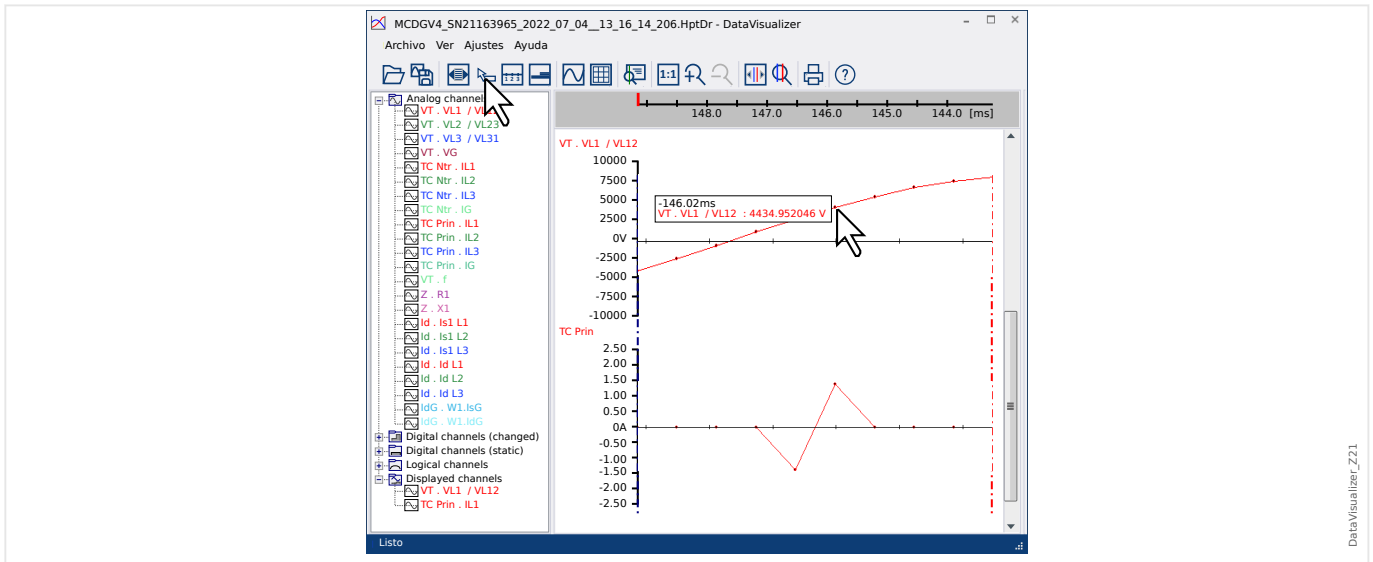 MCDGV4_SN21163965_2022_07_04__13_16_14_206.HptDr - DataVisualizer
Archivo Ver Ajustes Ayuda
1 2 3
1:1
?
Analog channels
VT . VL1 / VL12
VT . VL2 / VL23
VT . VL3 / VL31
VT . VG
TC Ntr . IL1
TC Ntr . IL2
TC Ntr . IL3
TC Ntr . IG
TC Prin . IL1
TC Prin . IL2
TC Prin . IL3
TC Prin . IG
VT . f
Z . R1
Z . X1
Id . Is1 L1
Id . Is1 L2
Id . Is1 L3
Id . Id L1
Id . Id L2
Id . Id L3
IdG . W1.IsG
IdG . W1.IdG
Digital channels (changed)
Digital channels (static)
Logical channels
Displayed channels
VT . VL1 / VL12
TC Prin . IL1
148.0 147.0 146.0 145.0 144.0 [ms]
VT . VL1 / VL12
10000
7500
5000
2500
0V
-2500
-5000
-7500
-10000
-146.02ms
VT . VL1 / VL12 : 4434.952046 V
TC Prin
2.50
2.00
1.50
1.00
0.50
0A
-0.50
-1.00
-1.50
-2.00
-2.50
Listo
DataVisualizer_Z21